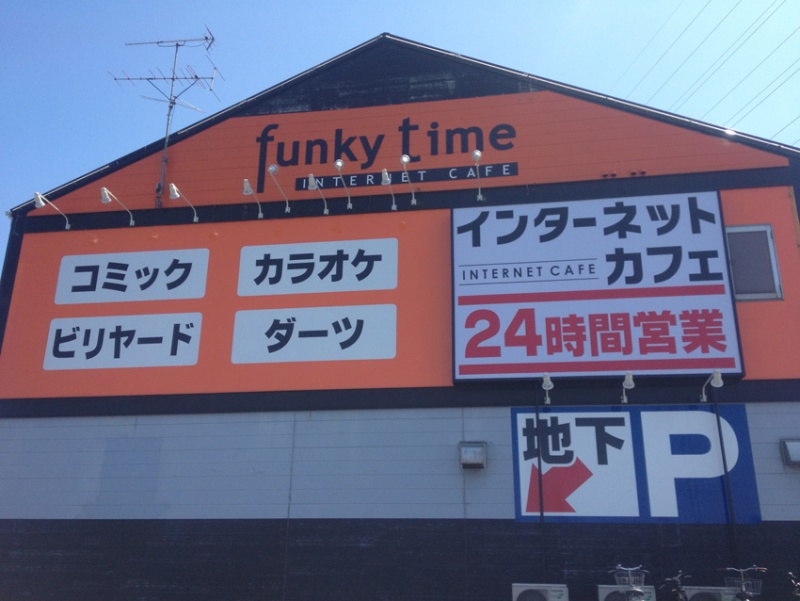 funky time
INTERNET CAFE
コミック
カラオケ
ビリヤード
ダーツ
インターネット
INTERNET CAFE カフェ
24時間営業
地下
P